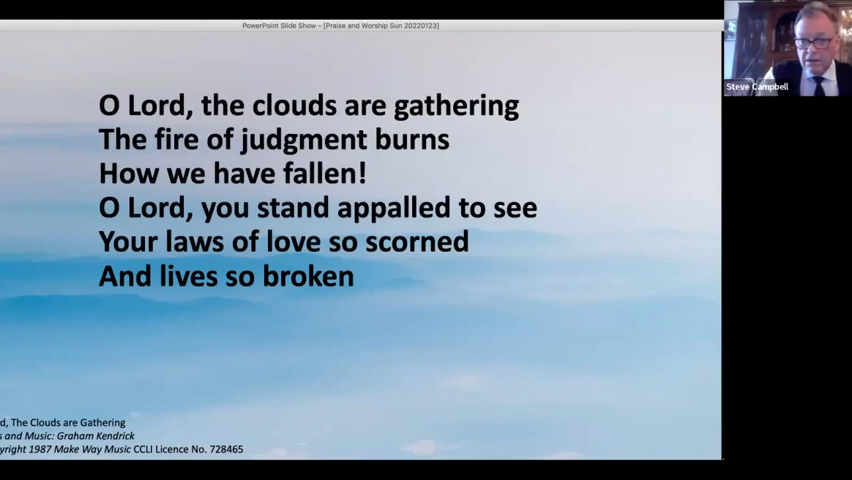 PowerPoint Slide Show – [Praise and Worship Sun 20220123]
Steve Campbell
O Lord, the clouds are gathering
The fire of judgment burns
How we have fallen!
O Lord, you stand appalled to see
Your laws of love so scorned
And lives so broken
d, The Clouds are Gathering
s and Music: Graham Kendrick
yright 1987 Make Way Music CCLI Licence No. 728465